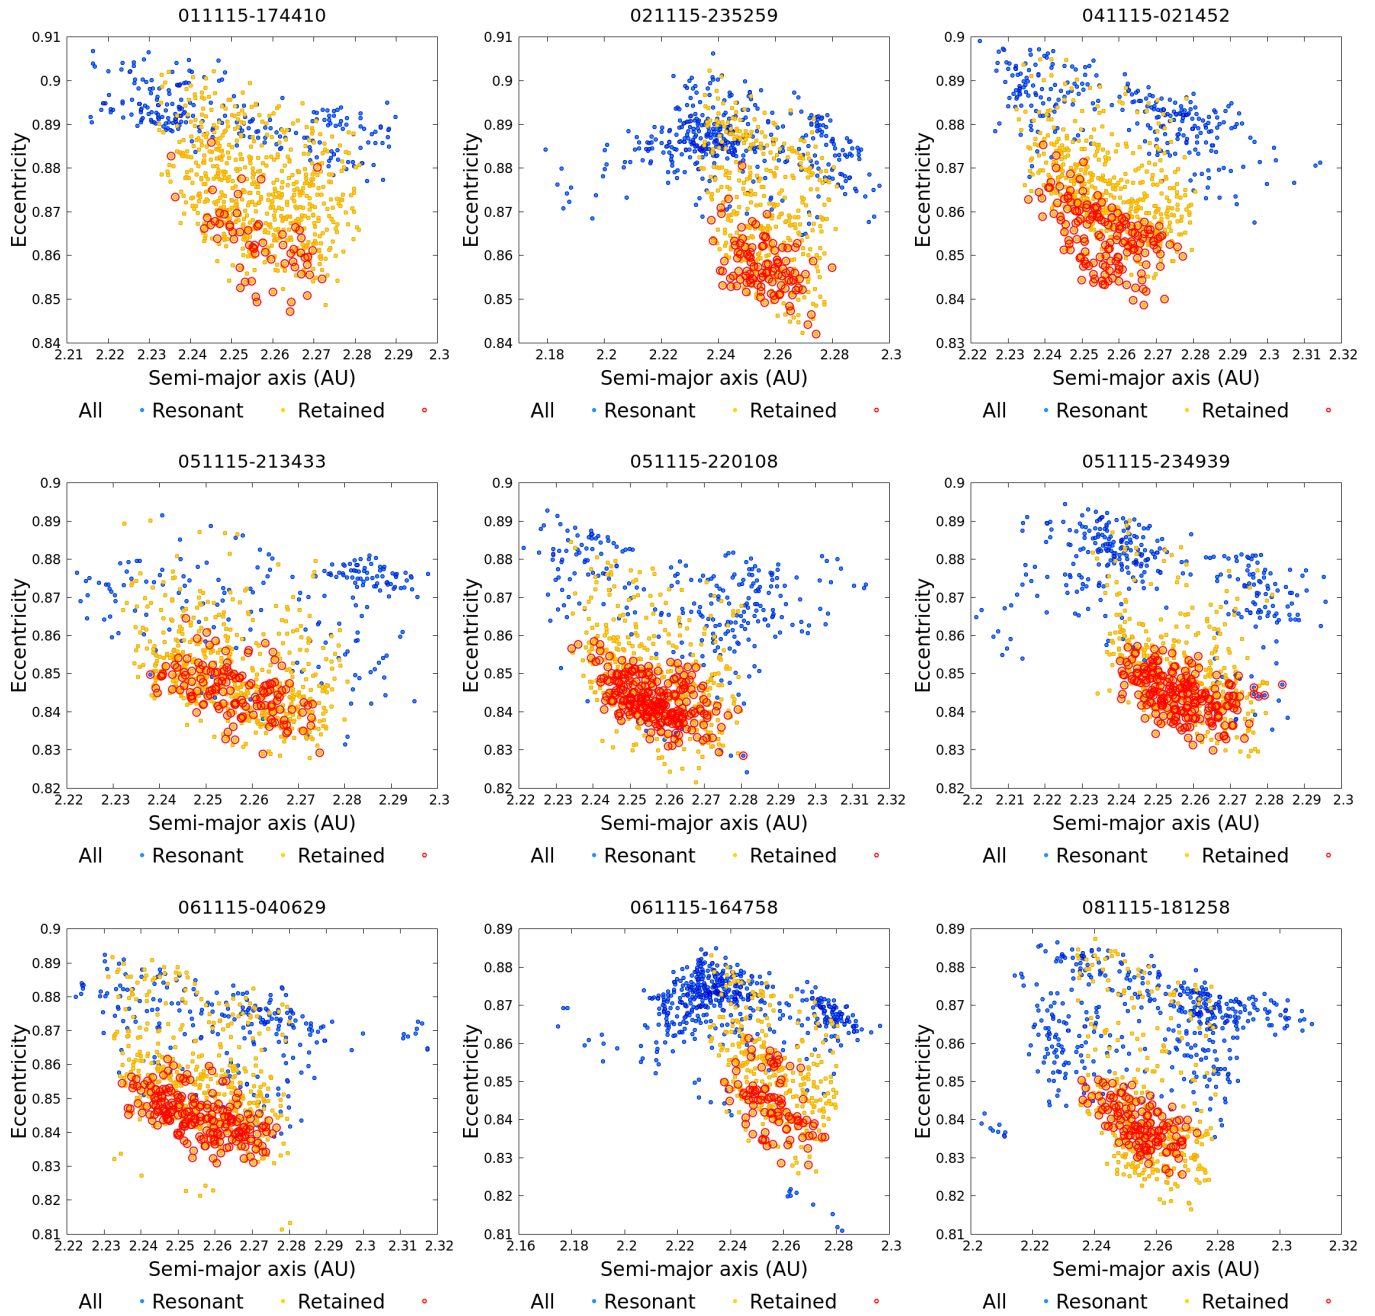 011115-174410
021115-235259
041115-021452
0.91
0.9
0.89
0.88
0.87
0.86
0.85
0.84
Eccentricity
2.21 2.22 2.23 2.24 2.25 2.26 2.27 2.28 2.29 2.3
Semi-major axis (AU)
All Resonant Retained
0.91
0.9
0.89
0.88
0.87
0.86
0.85
0.84
Eccentricity
2.18 2.2 2.22 2.24 2.26 2.28 2.3
Semi-major axis (AU)
All Resonant Retained
0.9
0.89
0.88
0.87
0.86
0.85
0.84
0.83
Eccentricity
2.22 2.23 2.24 2.25 2.26 2.27 2.28 2.29 2.3 2.31 2.32
Semi-major axis (AU)
All Resonant Retained
051115-213433
051115-220108
051115-234939
0.9
0.89
0.88
0.87
0.86
0.85
0.84
0.83
0.82
Eccentricity
2.22 2.23 2.24 2.25 2.26 2.27 2.28 2.29 2.3
Semi-major axis (AU)
All Resonant Retained
0.9
0.89
0.88
0.87
0.86
0.85
0.84
0.83
0.82
Eccentricity
2.22 2.23 2.24 2.25 2.26 2.27 2.28 2.29 2.3 2.31 2.32
Semi-major axis (AU)
All Resonant Retained
0.9
0.89
0.88
0.87
0.86
0.85
0.84
0.83
0.82
Eccentricity
2.2 2.21 2.22 2.23 2.24 2.25 2.26 2.27 2.28 2.29 2.3
Semi-major axis (AU)
All Resonant Retained
061115-040629
061115-164758
081115-181258
0.9
0.89
0.88
0.87
0.86
0.85
0.84
0.83
0.82
0.81
Eccentricity
2.22 2.23 2.24 2.25 2.26 2.27 2.28 2.29 2.3 2.31 2.32
Semi-major axis (AU)
All Resonant Retained
0.89
0.88
0.87
0.86
0.85
0.84
0.83
0.82
0.81
Eccentricity
2.16 2.18 2.2 2.22 2.24 2.26 2.28 2.3
Semi-major axis (AU)
All Resonant Retained
0.89
0.88
0.87
0.86
0.85
0.84
0.83
0.82
0.81
Eccentricity
2.2 2.22 2.24 2.26 2.28 2.3 2.32
Semi-major axis (AU)
All Resonant Retained